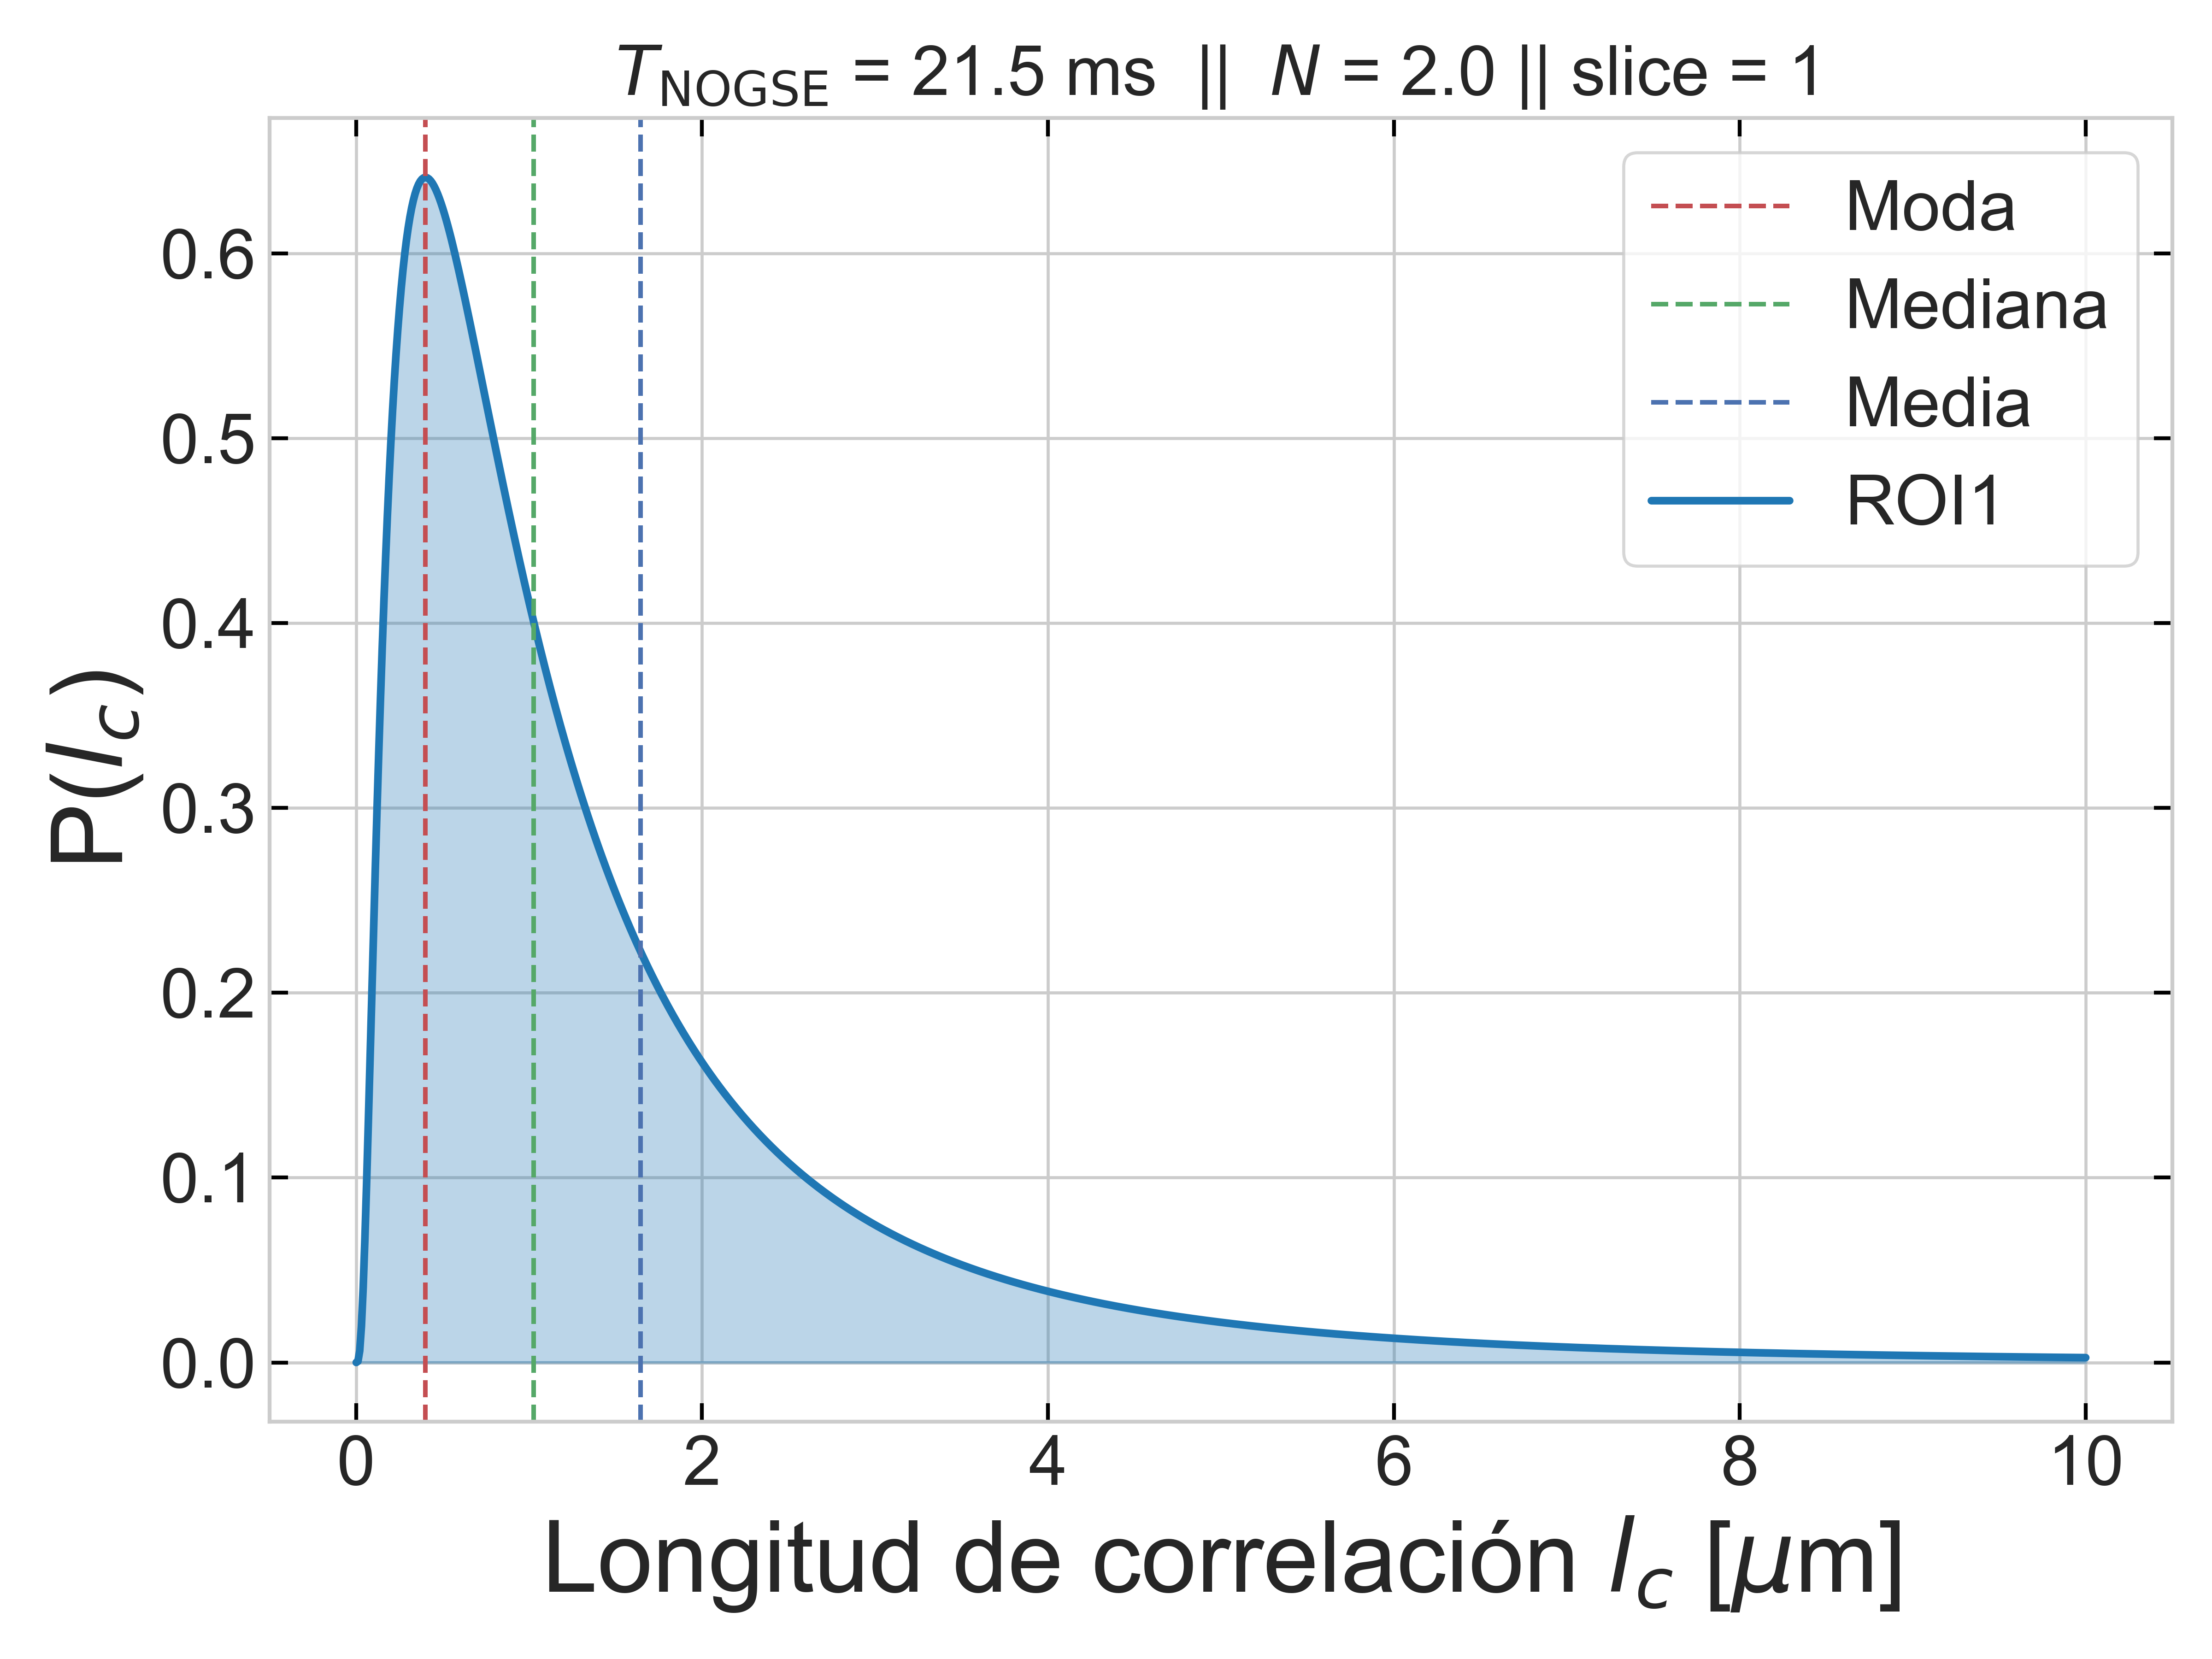 T_NOGSE = 21.5 ms || N = 2.0 || slice = 1
Moda
Mediana
Media
ROI1
P(l_c)
0.6
0.5
0.4
0.3
0.2
0.1
0.0
0 2 4 6 8 10
Longitud de correlación l_c [μm]